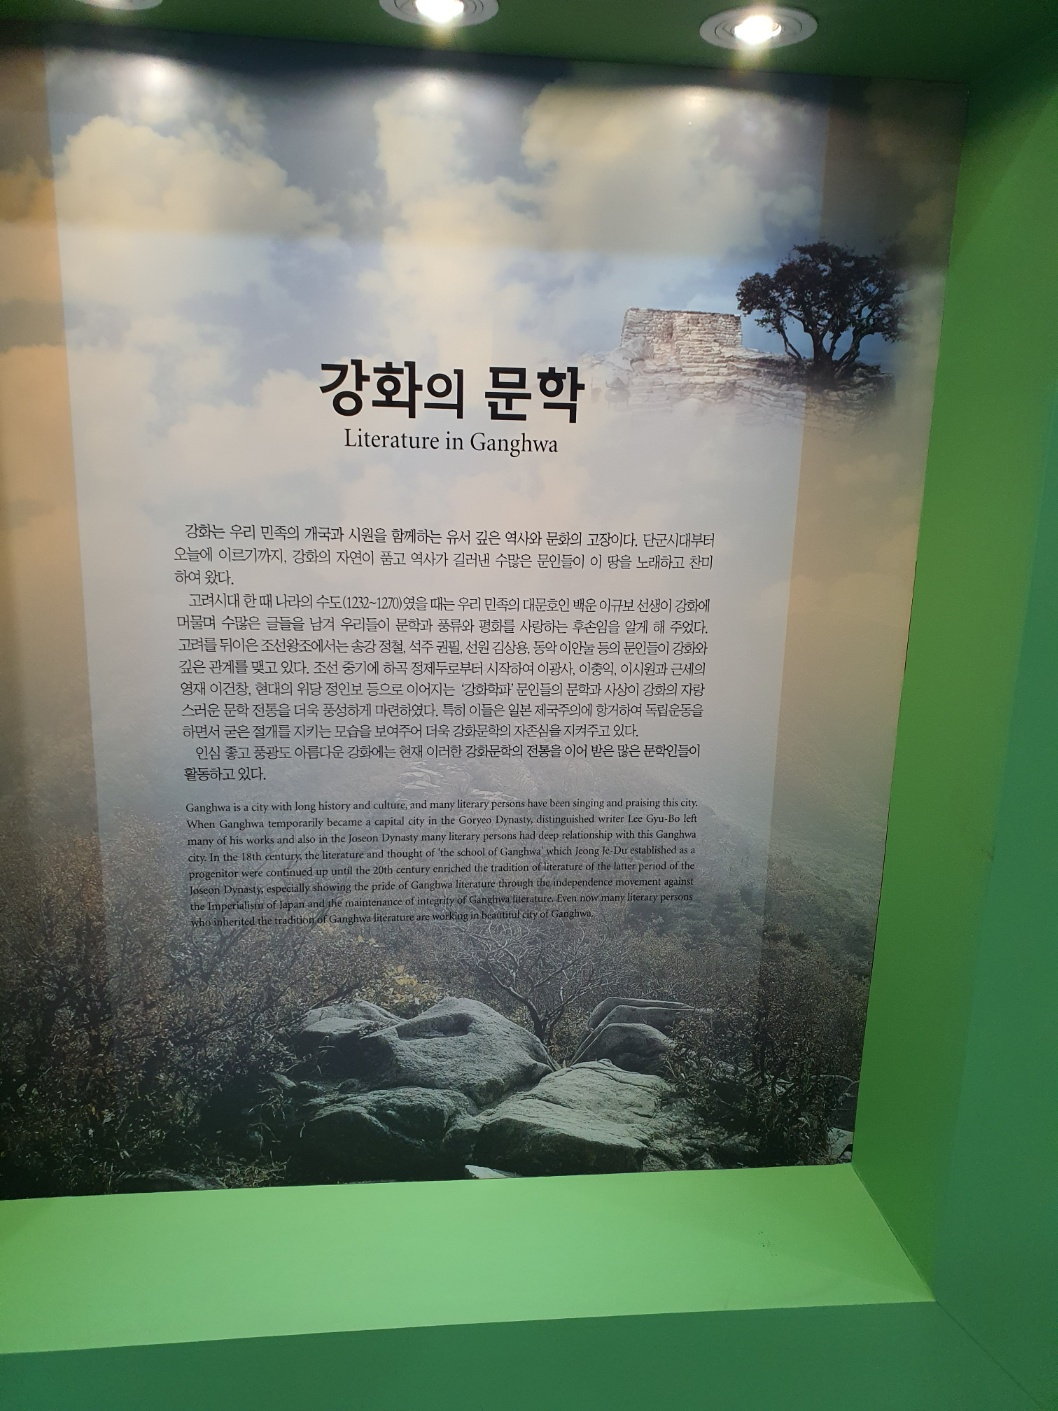 강화의 문학
Literature in Ganghwa
강화는 우리 민족의 개국과 시원을 함께하는 유서 깊은 역사와 문화의 고장이다. 단군시대부터
오늘에 이르기까지, 강화의 자연이 품고 역사가 길러낸 수많은 문인들이 이 땅을 노래하고 찬미
하여 왔다.
고려시대 한 때 나라의 수도(1232~1270)였을 때는 우리 민족의 대문호인 백운 이규보 선생이 강화에
머물며 수많은 글들을 남겨 우리들이 문학과 풍류와 평화를 사랑하는 후손임을 알게 해 주었다.
고려를 뒤이은 조선왕조에서는 송강 정철, 석주 권필, 선원 김상용, 동악 이안눌 등의 문인들이 강화와
깊은 관계를 맺고 있다. 조선 중기에 하곡 정제두로부터 시작하여 이광사, 이충익, 이시원과 근세의
영재 이건창, 현대의 위당 정인보 등으로 이어지는 '강화학파' 문인들의 문학과 사상이 강화의 자랑
스러운 문학 전통을 더욱 풍성하게 마련하였다. 특히 이들은 일본 제국주의에 항거하여 독립운동을
하면서 굳은 절개를 지키는 모습을 보여주어 더욱 강화문학의 자존심을 지켜주고 있다.
인심 좋고 풍광도 아름다운 강화에는 현재 이러한 강화문학의 전통을 이어 받은 많은 문학인들이
활동하고 있다.
Ganghwa is a city with long history and culture, and many literary persons have been singing and praising this city.
When Ganghwa temporarily became a capital city in the Goryeo Dynasty, distinguished writer Lee Gyu-Bo left
many of his works and also in the Joseon Dynasty many literary persons had deep relationship with this Ganghwa
city. In the 18th century, the literature and thought of 'the school of Ganghwa' which Jeong Je-Du established as a
progenitor were continued up until the 20th century enriched the tradition of literature of the latter period of the
Joseon Dynasty, especially showing the pride of Ganghwa literature through the independence movement against
the Imperialism of Japan and the maintenance of integrity of Ganghwa literature. Even now many literary persons
who inherited the tradition of Ganghwa literature are working in beautiful city of Ganghwa.